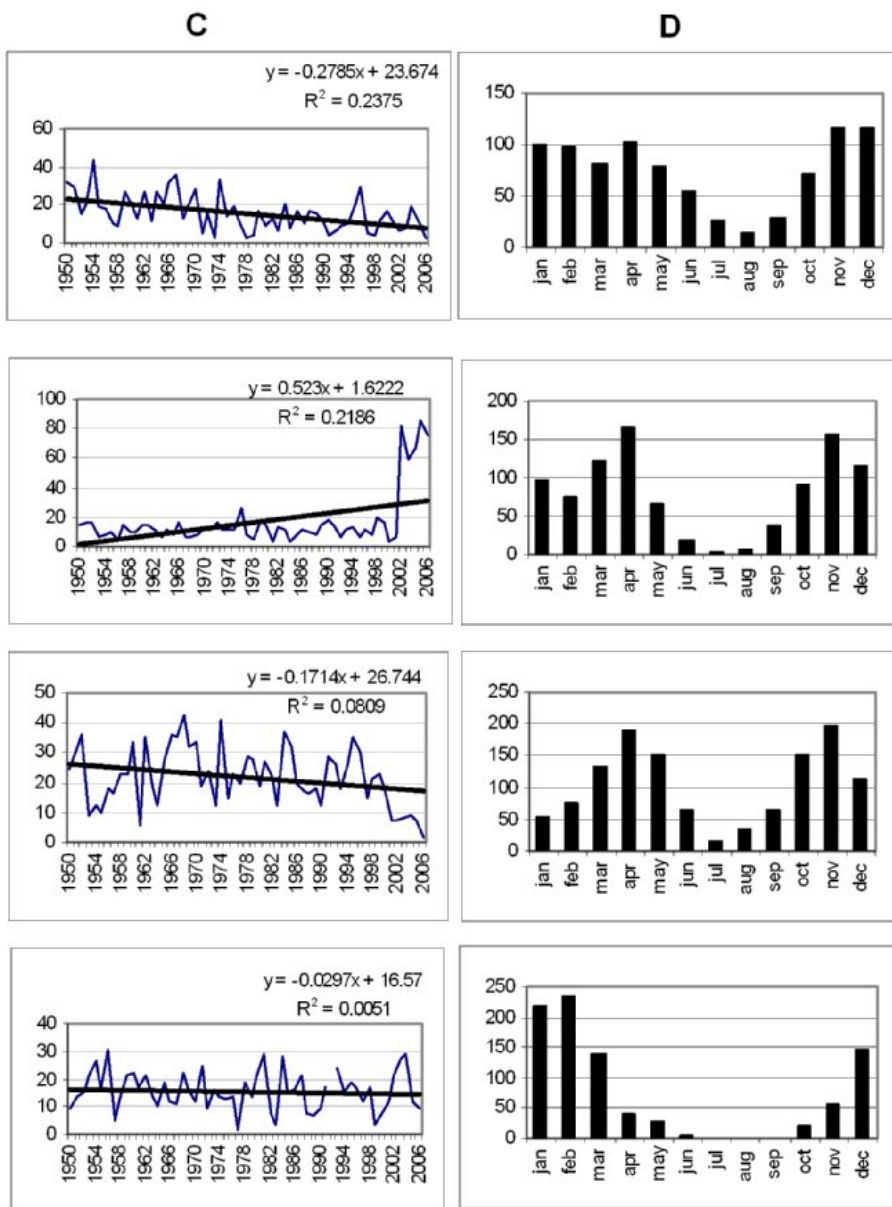 C
D
y = -0.2785x + 23.674
R² = 0.2375
60
40
20
0
1950
1954
1958
1962
1966
1970
1974
1978
1982
1986
1990
1994
1998
2002
2006
150
100
50
0
jan
feb
mar
apr
may
jun
jul
aug
sep
oct
nov
dec
y = 0.523x + 1.6222
R² = 0.2186
100
80
60
40
20
0
1950
1954
1958
1962
1966
1970
1974
1978
1982
1986
1990
1994
1998
2002
2006
200
150
100
50
0
jan
feb
mar
apr
may
jun
jul
aug
sep
oct
nov
dec
y = -0.1714x + 26.744
R² = 0.0809
50
40
30
20
10
0
1950
1954
1958
1962
1966
1970
1974
1978
1982
1986
1990
1994
1998
2002
2006
250
200
150
100
50
0
jan
feb
mar
apr
may
jun
jul
aug
sep
oct
nov
dec
y = -0.0297x + 16.57
R² = 0.0051
40
30
20
10
0
1950
1954
1958
1962
1966
1970
1974
1978
1982
1986
1990
1994
1998
2002
2006
250
200
150
100
50
0
jan
feb
mar
apr
may
jun
jul
aug
sep
oct
nov
dec